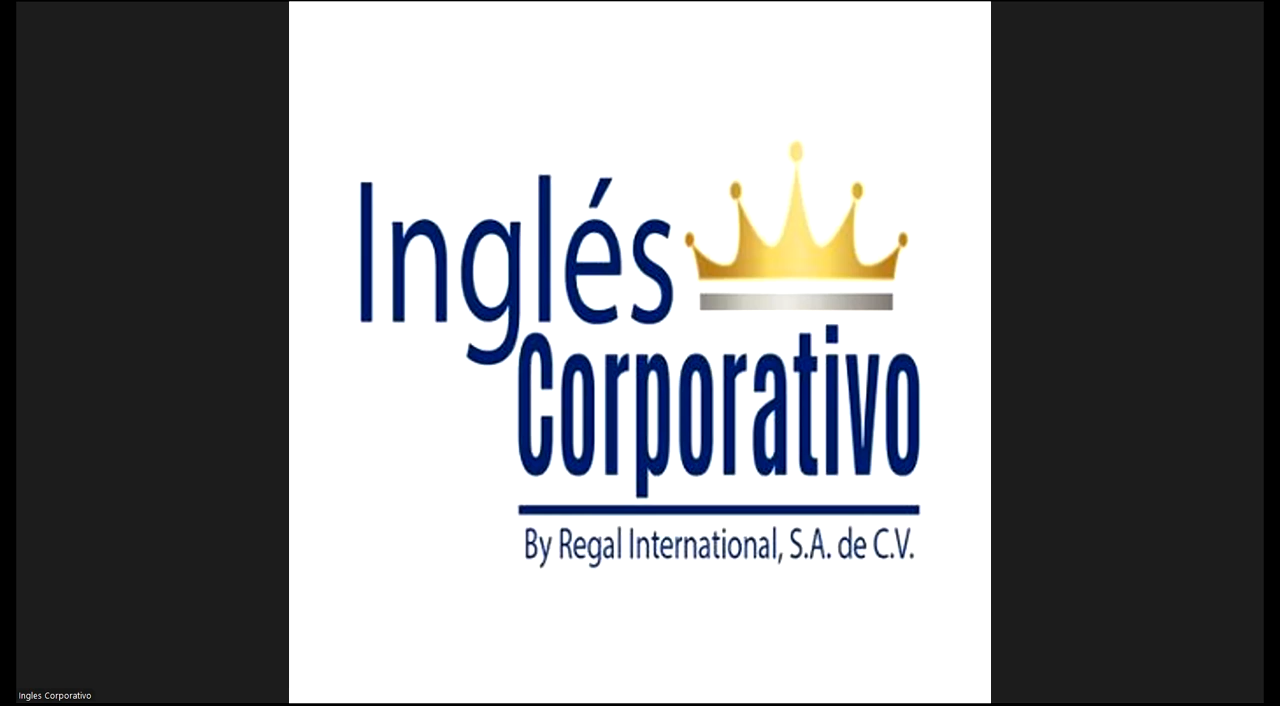 Inglés
Corporativo
By Regal International, S.A. de C.V.
Ingles Corporativo